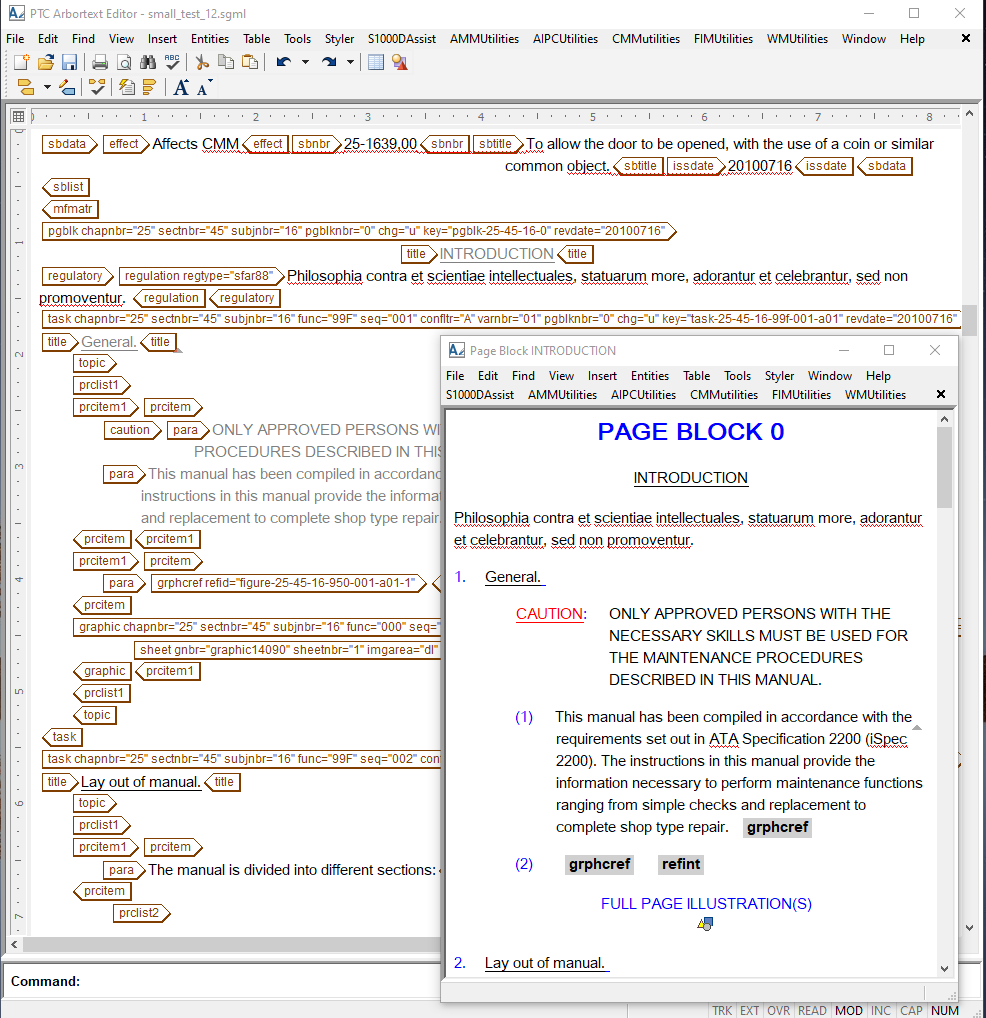 PTC Arbortext Editor - small_test_12.sgml
File Edit Find View Insert Entities Table Tools Styler S1000DAssist AMMUtilities AIPCUtilities CMMutilities FIMUtilities WMUtilities Window Help
ABC
A A
1 2 3 4 5 6 7 8
sbdata effect Affects CMM effect sbnbr 25-1639,00 sbnbr sbtitle To allow the door to be opened, with the use of a coin or similar
common object. sbtitle issdate 20100716 issdate sbdata
sblist
mfmatr
pgblk chapnbr="25" sectnbr="45" subjnbr="16" pgblknbr="0" chg="u" key="pgblk-25-45-16-0" revdate="20100716"
title INTRODUCTION title
regulatory regulation regtype="sfar88" Philosophia contra et scientiae intellectuales, statuarum more, adorantur et celebrantur, sed non
promoventur. regulation regulatory
task chapnbr="25" sectnbr="45" subjnbr="16" func="99F" seq="001" confltr="A" varnbr="01" pgblknbr="0" chg="u" key="task-25-45-16-99f-001-a01" revdate="20100716"
title General. title
topic
prclist1
prcitem1 prcitem
caution para ONLY APPROVED PERSONS WI
PROCEDURES DESCRIBED IN THIS
para This manual has been compiled in accordanc
instructions in this manual provide the informat
and replacement to complete shop type repair.
prcitem prcitem1
prcitem1 prcitem
para grphcref refid="figure-25-45-16-950-001-a01-1"
prcitem
graphic chapnbr="25" sectnbr="45" subjnbr="16" func="000" seq="
sheet gnbr="graphic14090" sheetnbr="1" imgarea="dl"
graphic prcitem1
prclist1
topic
task
task chapnbr="25" sectnbr="45" subjnbr="16" func="99F" seq="002" conf
title Lay out of manual. title
topic
prclist1
prcitem1 prcitem
para The manual is divided into different sections:
prcitem
prclist2
1
2
3
4
5
6
7
Command:
Page Block INTRODUCTION
File Edit Find View Insert Entities Table Tools Styler Window Help
S1000DAssist AMMUtilities AIPCUtilities CMMutilities FIMUtilities WMUtilities
PAGE BLOCK 0
INTRODUCTION
Philosophia contra et scientiae intellectuales, statuarum more, adorantur
et celebrantur, sed non promoventur.
1. General.
CAUTION: ONLY APPROVED PERSONS WITH THE
NECESSARY SKILLS MUST BE USED FOR
THE MAINTENANCE PROCEDURES
DESCRIBED IN THIS MANUAL.
(1) This manual has been compiled in accordance with the
requirements set out in ATA Specification 2200 (iSpec
2200). The instructions in this manual provide the
information necessary to perform maintenance functions
ranging from simple checks and replacement to
complete shop type repair. grphcref
(2) grphcref refint
FULL PAGE ILLUSTRATION(S)
2. Lay out of manual.
TRK EXT OVR READ MOD INC CAP NUM